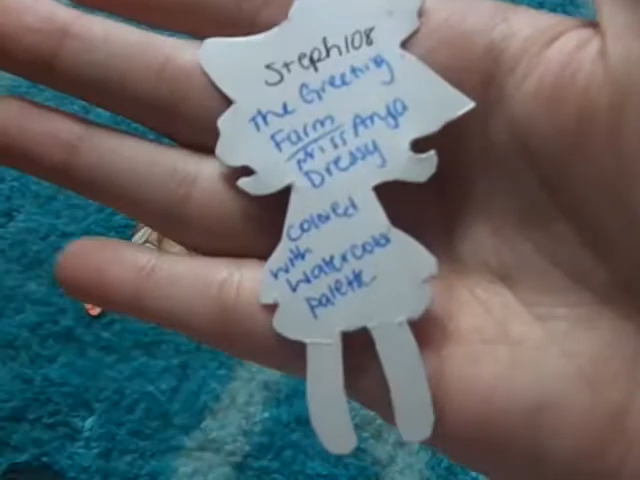 Steph108
The Greeting
Farm
Miss Anya
Dressy
colored
with
watercolor
palette